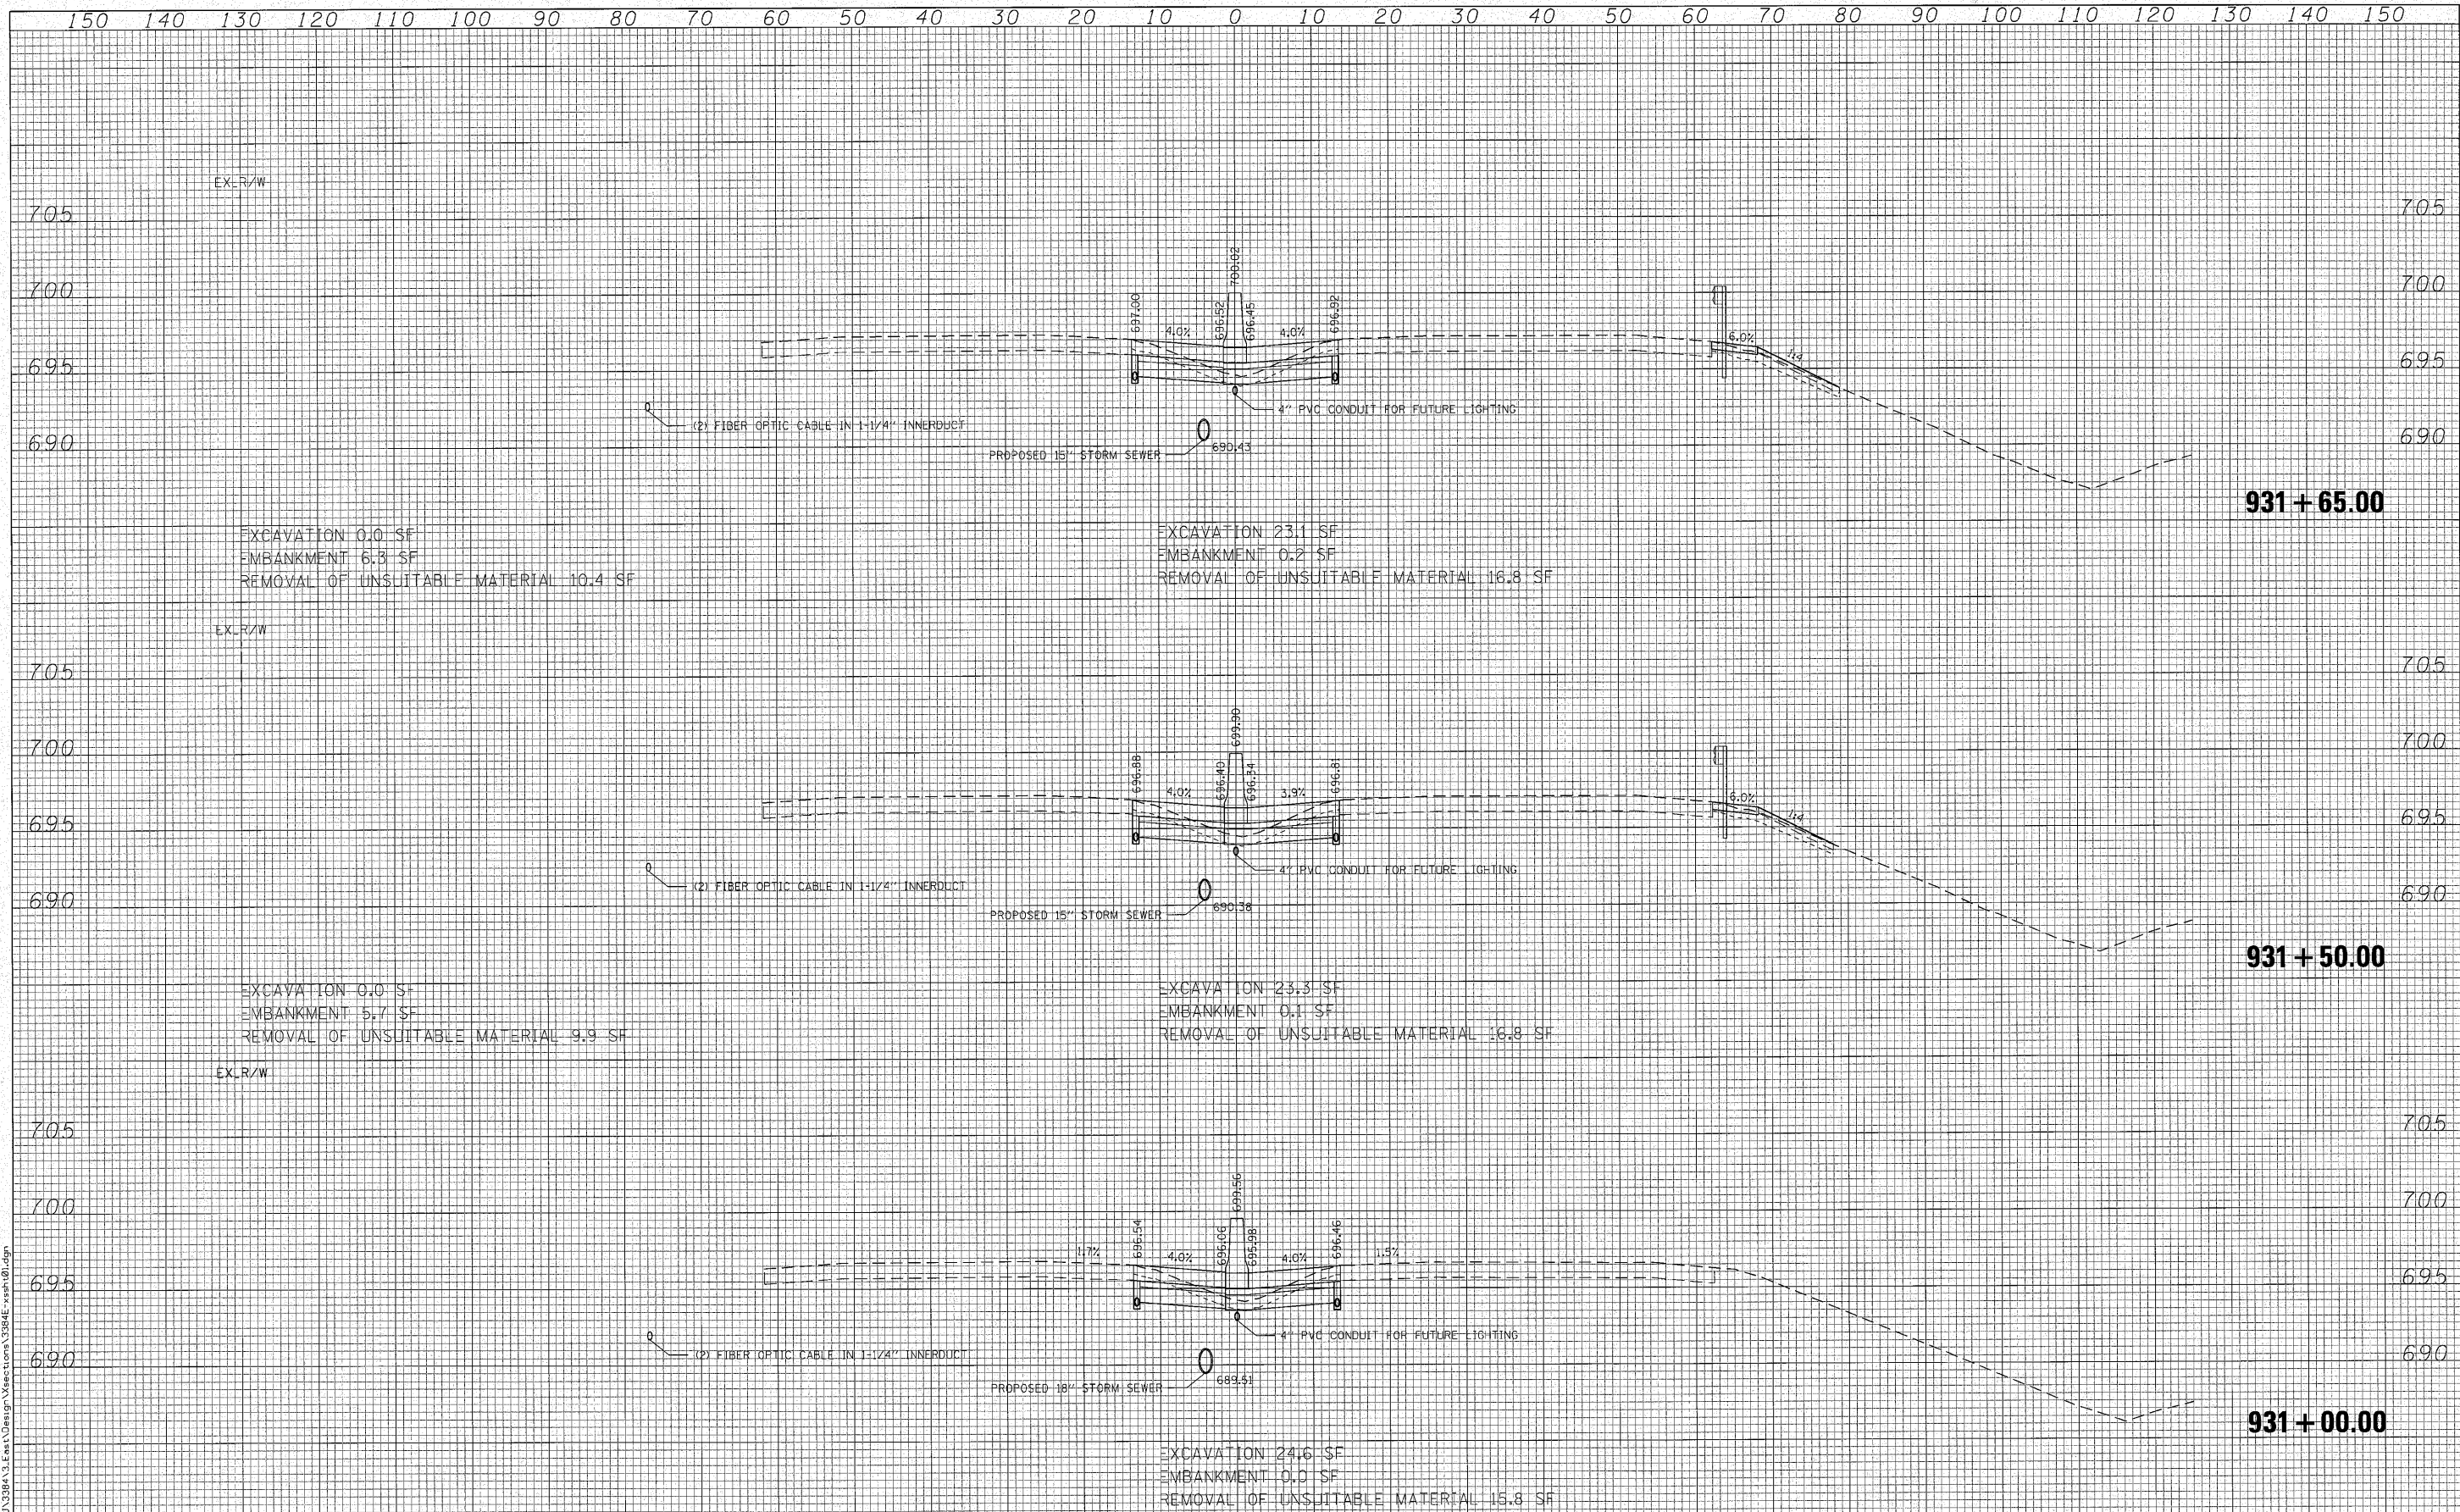 150 140 130 120 110 100 90 80 70 60 50 40 30 20 10 0 10 20 30 40 50 60 70 80 90 100 110 120 130 140 150
EX_R/W
705 705
700.02
700 700
697.00 696.52 696.45 696.92
4.0% 4.0% 6.0%
1:4
695 695
4" PVC CONDUIT FOR FUTURE LIGHTING
(2) FIBER OPTIC CABLE IN 1-1/4" INNERDUCT
690 690
690.43
PROPOSED 15" STORM SEWER
931+65.00
EXCAVATION 0.0 SF
EMBANKMENT 6.3 SF
REMOVAL OF UNSUITABLE MATERIAL 10.4 SF
EXCAVATION 23.1 SF
EMBANKMENT 0.2 SF
REMOVAL OF UNSUITABLE MATERIAL 16.8 SF
EX_R/W
705 705
699.90
700 700
696.88 696.40 696.34 696.81
4.0% 3.9% 6.0%
1:4
695 695
4" PVC CONDUIT FOR FUTURE LIGHTING
(2) FIBER OPTIC CABLE IN 1-1/4" INNERDUCT
690 690
690.38
PROPOSED 15" STORM SEWER
931+50.00
EXCAVATION 0.0 SF
EMBANKMENT 5.7 SF
REMOVAL OF UNSUITABLE MATERIAL 9.9 SF
EXCAVATION 23.3 SF
EMBANKMENT 0.1 SF
REMOVAL OF UNSUITABLE MATERIAL 16.8 SF
EX_R/W
705 705
699.56
700 700
696.54 696.06 695.98 696.46
1.7% 4.0% 4.0% 1.5%
695 695
4" PVC CONDUIT FOR FUTURE LIGHTING
(2) FIBER OPTIC CABLE IN 1-1/4" INNERDUCT
690 690
689.51
PROPOSED 18" STORM SEWER
931+00.00
EXCAVATION 24.6 SF
EMBANKMENT 0.0 SF
REMOVAL OF UNSUITABLE MATERIAL 15.8 SF
\3384\3.East\Design\Xsections\3384E-xssht01.dgn